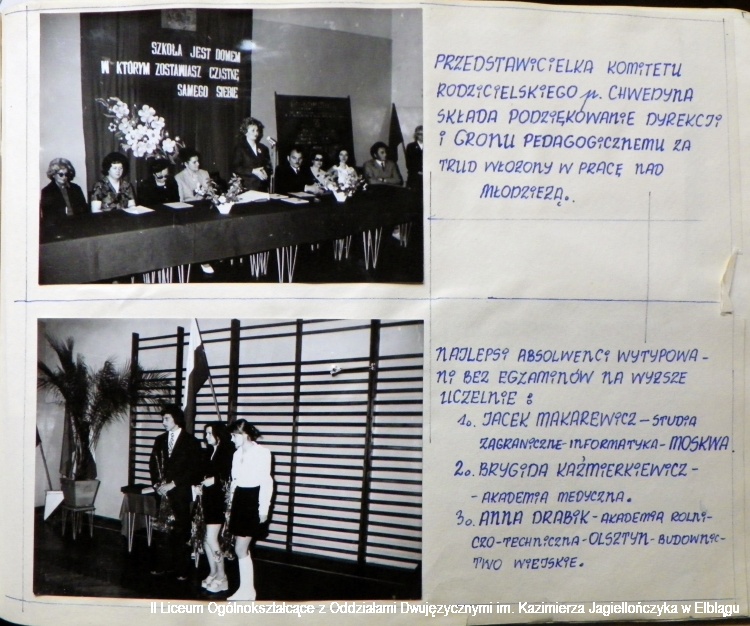 SZKOŁA JEST DOMEM
W KTÓRYM ZOSTAWIASZ CZĄSTKĘ
SAMEGO SIEBIE
PRZEDSTAWICIELKA KOMITETU
RODZICIELSKIEGO p. CHWEDYNA
SKŁADA PODZIĘKOWANIE DYREKCJI
I GRONU PEDAGOGICZNEMU ZA
TRUD WŁOŻONY W PRACĘ NAD
MŁODZIEŻĄ.
NAJLEPSI ABSOLWENCI WYTYPOWA-
NI BEZ EGZAMINÓW NA WYŻSZE
UCZELNIE :
1. JACEK MAKAREWICZ - STUDIA
ZAGRANICZNE - INFORMATYKA - MOSKWA.
2. BRYGIDA KAŹMIERKIEWICZ -
- AKADEMIA MEDYCZNA.
3. ANNA DRABIK - AKADEMIA ROLNI-
CZO-TECHNICZNA - OLSZTYN - BUDOWNIC-
TWO WIEJSKIE.
II Liceum Ogólnokształcące z Oddziałami Dwujęzycznymi im. Kazimierza Jagiellończyka w Elblągu